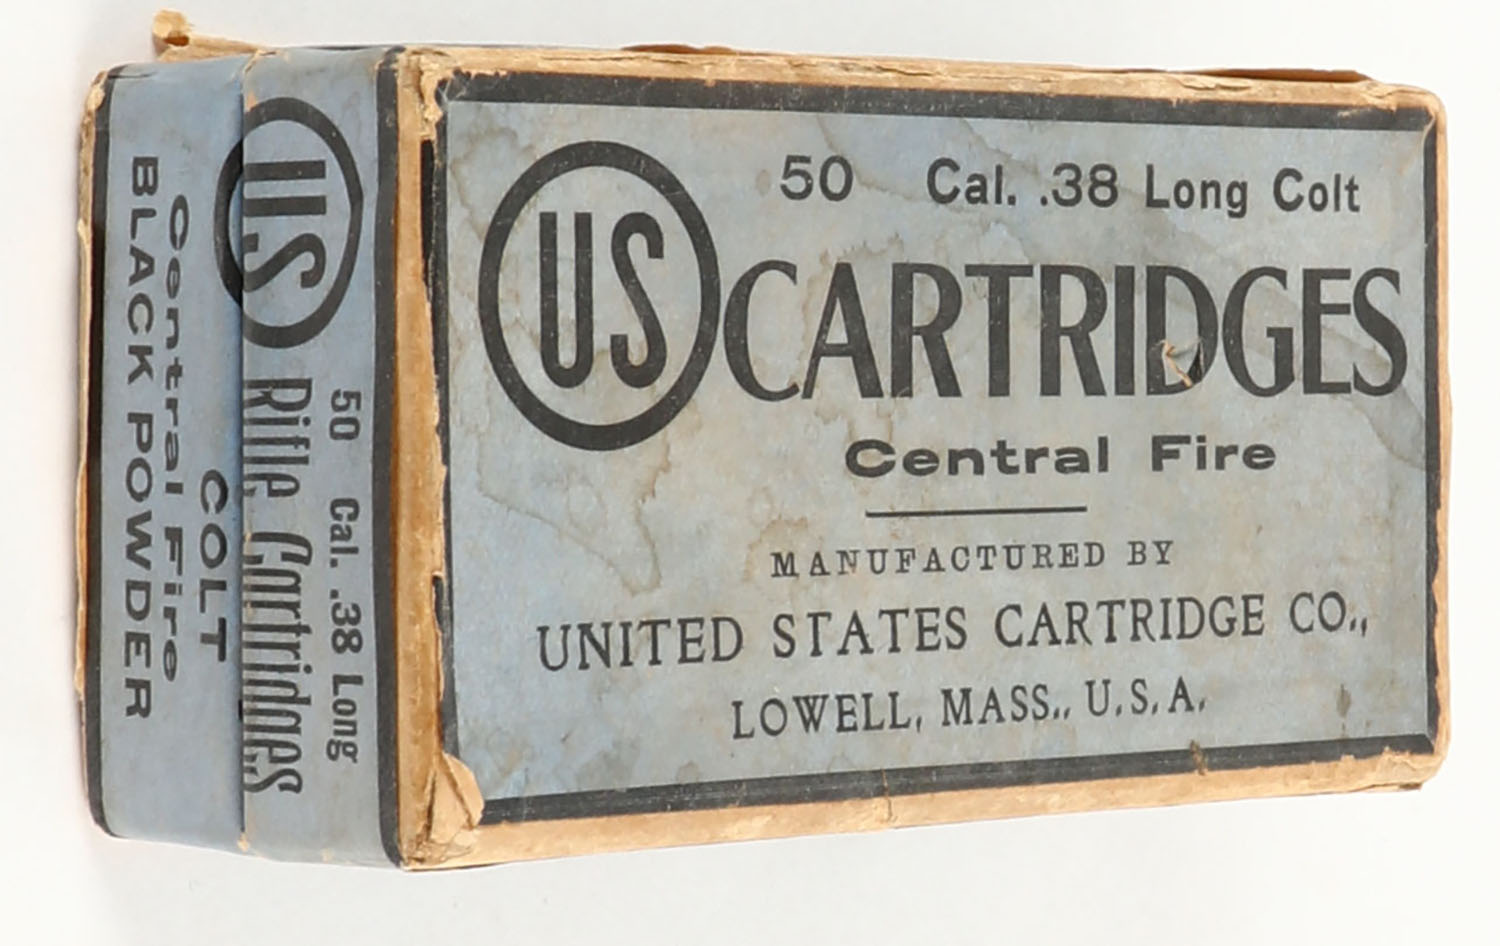 US
50 Cal. .38 Long Colt
CARTRIDGES
Central Fire
MANUFACTURED BY
UNITED STATES CARTRIDGE CO.,
LOWELL, MASS., U.S.A.
50 Cal. .38 Long
US Rifle Cartridges
COLT
Central Fire
BLACK POWDER